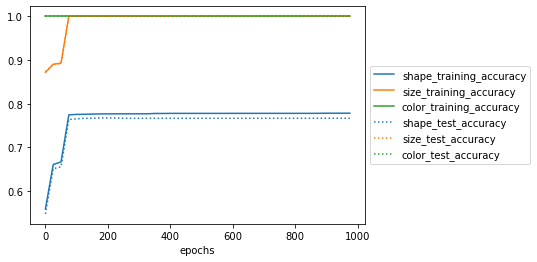 1.0
0.9
0.8
0.7
0.6
0
200
400
600
800
1000
epochs
shape_training_accuracy
size_training_accuracy
color_training_accuracy
shape_test_accuracy
size_test_accuracy
color_test_accuracy